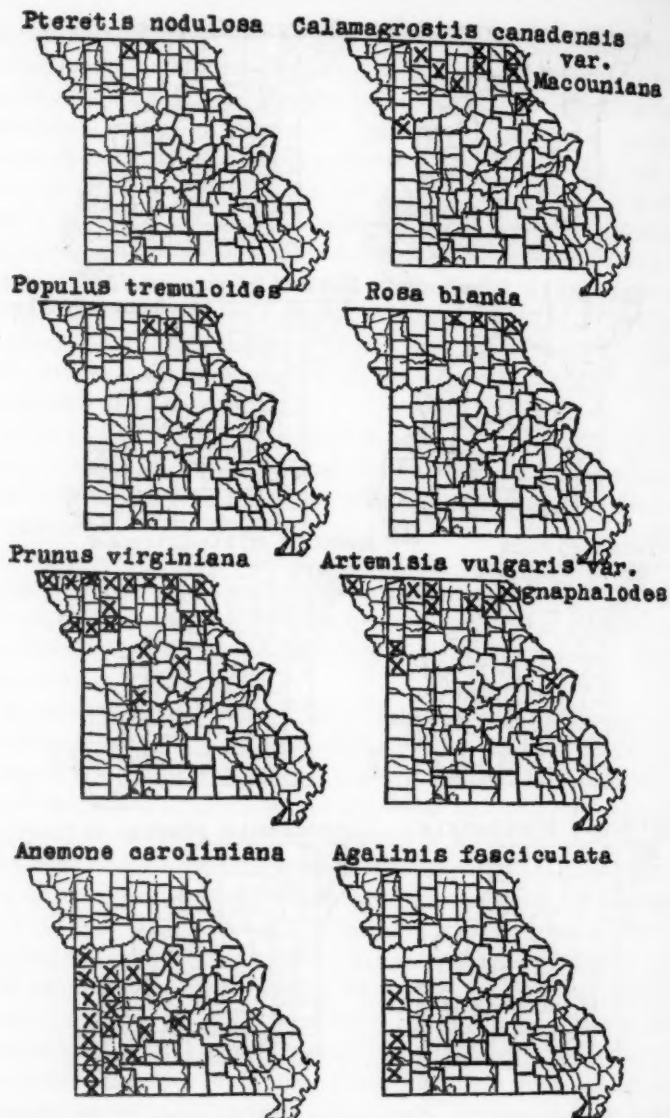 Pteretis nodulosa
Calamagrostis canadensis
var.
Macouniana
Populus tremuloides
Rosa blanda
Prunus virginiana
Artemisia vulgaris var.
gnaphalodes
Anemone caroliniana
Agalinis fasciculata